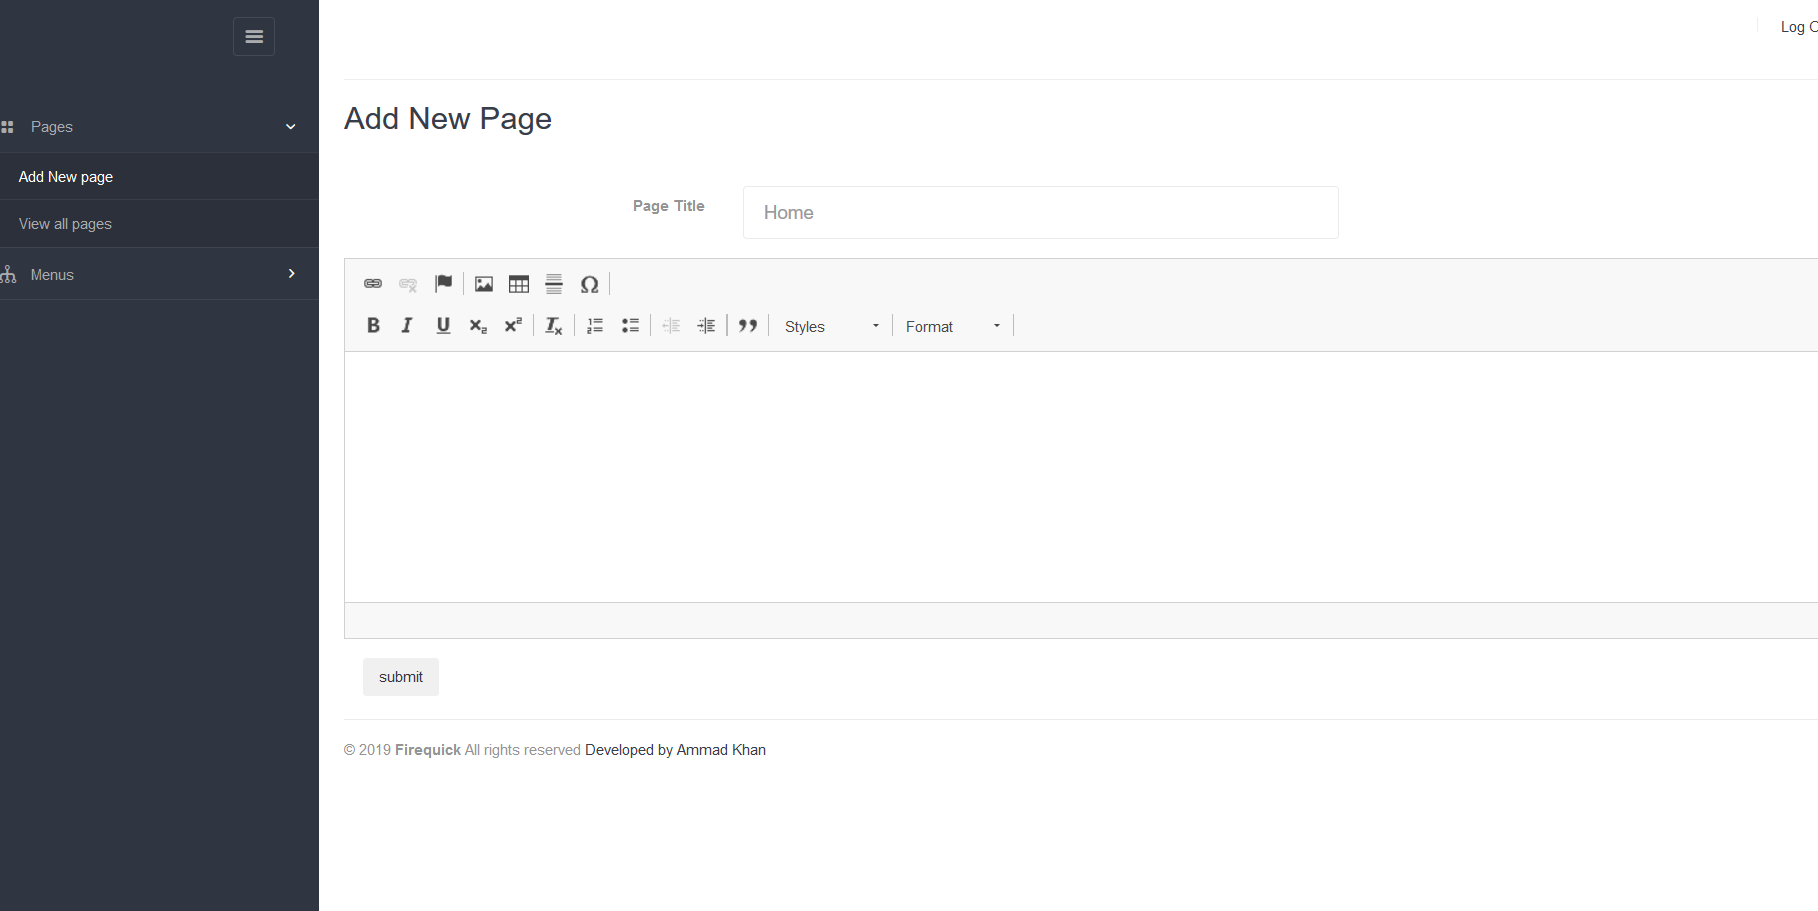 Log
Pages
Add New page
View all pages
Menus
Add New Page
Page Title
Home
Styles
Format
submit
© 2019 Firequick All rights reserved Developed by Ammad Khan